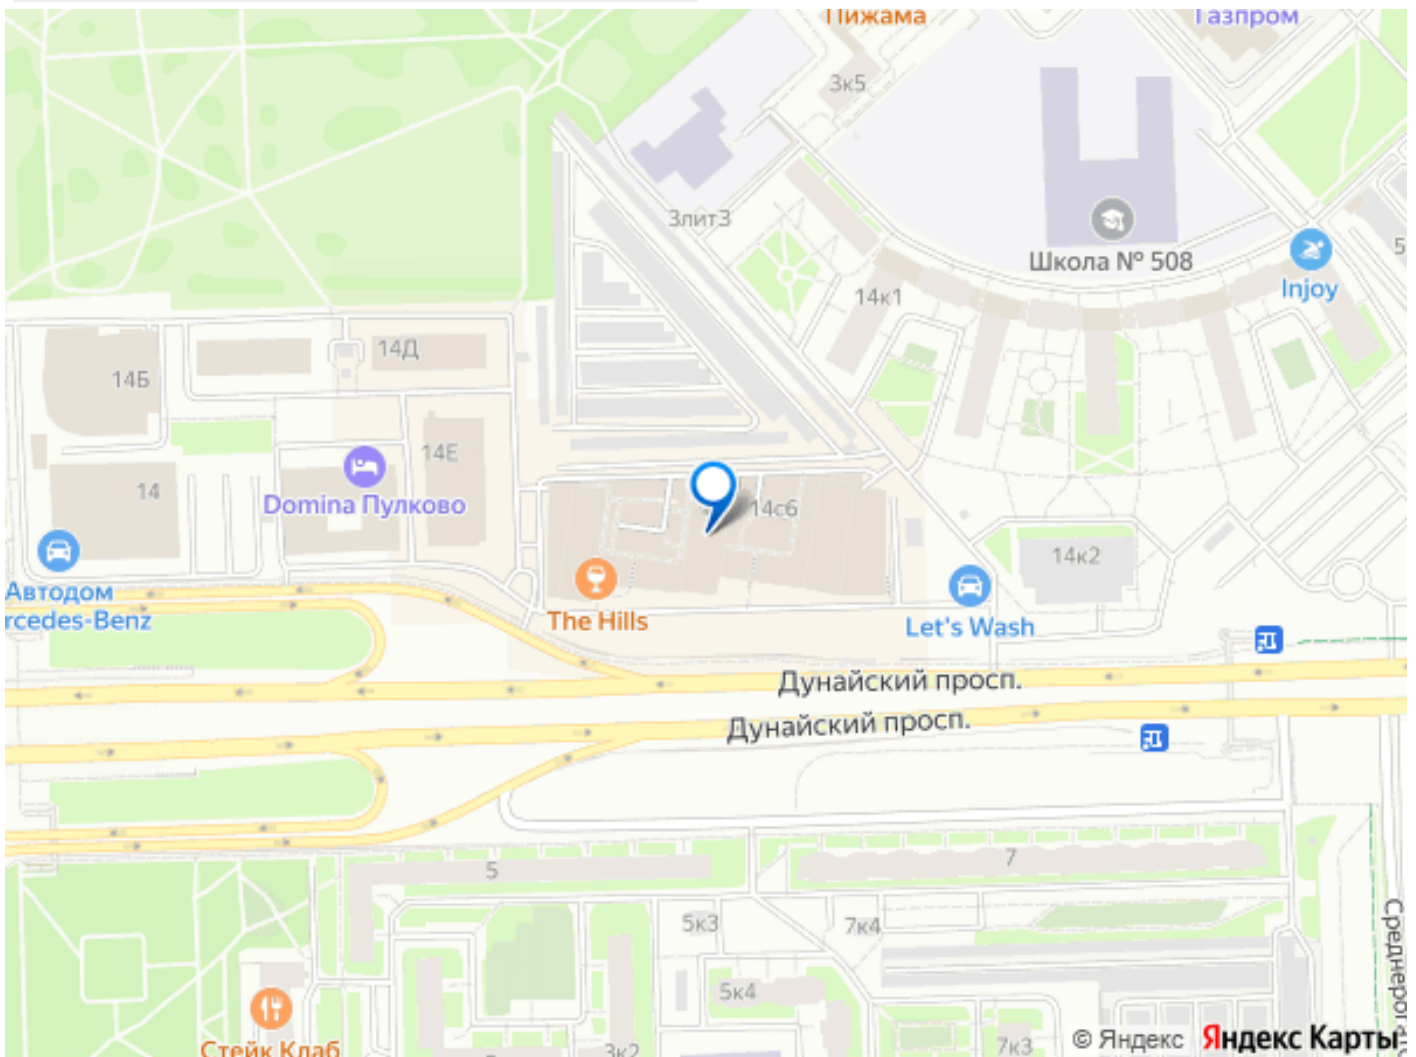 Пижама
Газпром
3к5
3лит3
Школа № 508
Injoy
5
14к1
14Д
14Б
14Е
14
Domina Пулково
14с6
14к2
Автодом
rcedes-Benz
The Hills
Let's Wash
Дунайский просп.
Дунайский просп.
5
7
5к3
7к4
5к4
Стейк Клаб
3к2
7к3
© Яндекс Яндекс Карты